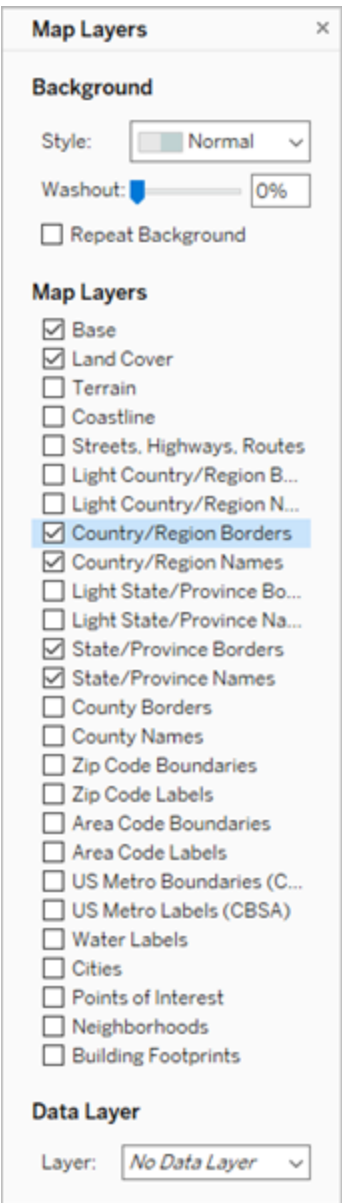 Map Layers
Background
Style: Normal
Washout: 0%
Repeat Background
Map Layers
Base
Land Cover
Terrain
Coastline
Streets, Highways, Routes
Light Country/Region B...
Light Country/Region N...
Country/Region Borders
Country/Region Names
Light State/Province Bo...
Light State/Province Na...
State/Province Borders
State/Province Names
County Borders
County Names
Zip Code Boundaries
Zip Code Labels
Area Code Boundaries
Area Code Labels
US Metro Boundaries (C...
US Metro Labels (CBSA)
Water Labels
Cities
Points of Interest
Neighborhoods
Building Footprints
Data Layer
Layer: No Data Layer